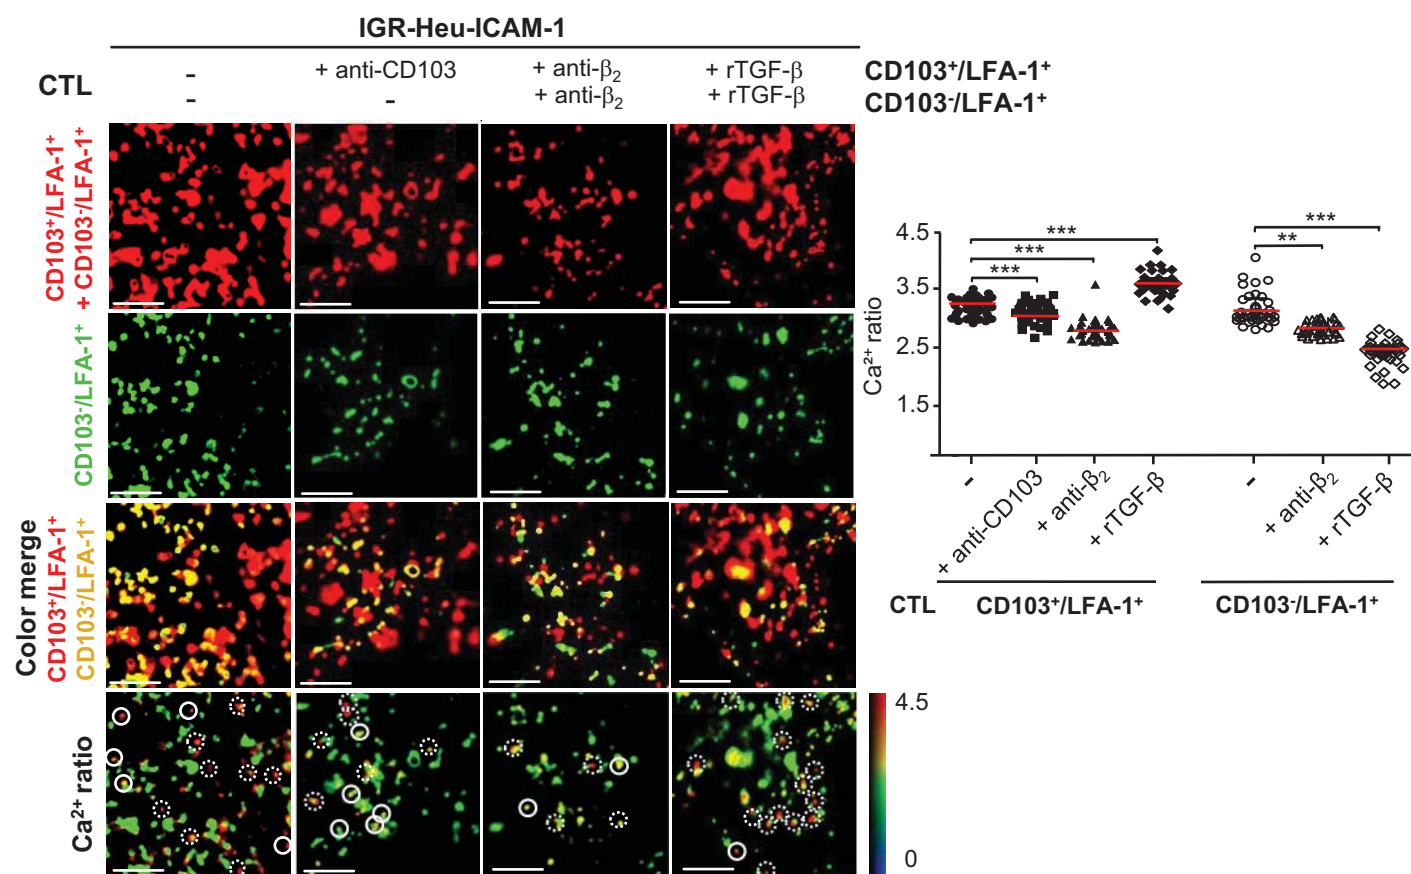 IGR-Heu-ICAM-1
CTL
- + anti-CD103 + anti-β₂ + rTGF-β CD103⁺/LFA-1⁺
- - + anti-β₂ + rTGF-β CD103⁻/LFA-1⁺
CD103⁺/LFA-1⁺
+ CD103⁻/LFA-1⁺
CD103⁻/LFA-1⁺
Color merge
CD103⁺/LFA-1⁺
CD103⁻/LFA-1⁺
Ca²⁺ ratio
4.5
0
Ca²⁺ ratio
4.5
3.5
2.5
1.5
***
***
***
***
**
-
+ anti-CD103
+ anti-β₂
+ rTGF-β
-
+ anti-β₂
+ rTGF-β
CTL CD103⁺/LFA-1⁺ CD103⁻/LFA-1⁺